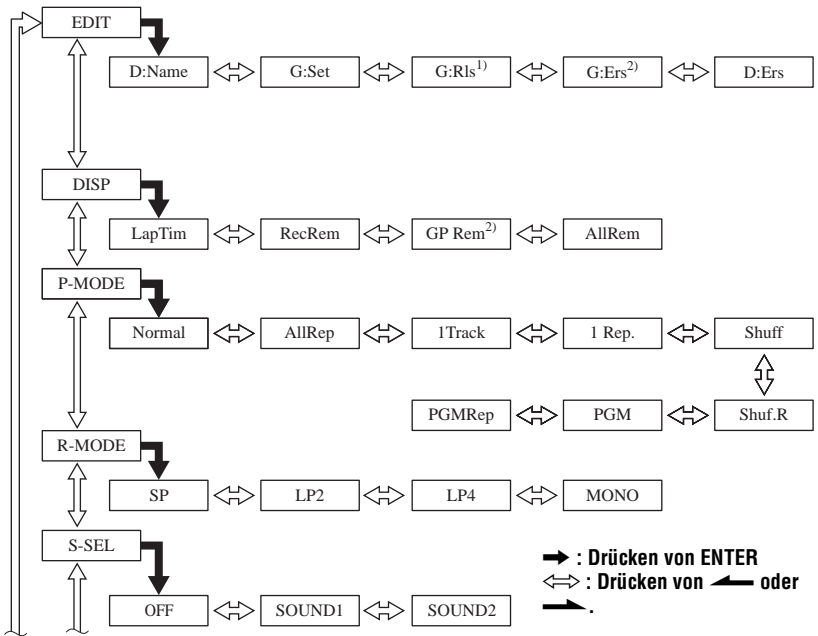 EDIT
D:Name G:Set G:Rls1) G:Ers2) D:Ers
DISP
LapTim RecRem GP Rem2) AllRem
P-MODE
Normal AllRep 1Track 1 Rep. Shuff
PGMRep PGM Shuf.R
R-MODE
SP LP2 LP4 MONO
S-SEL
OFF SOUND1 SOUND2
: Drücken von ENTER
: Drücken von oder
.